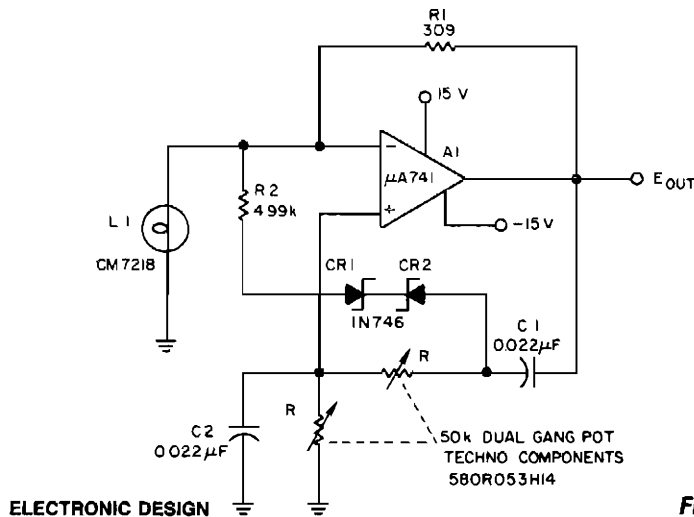 R1
309
15 V
A1
μA741
−
+
E OUT
-15V
R2
499k
L1
CM7218
CR1
CR2
1N746
C1
0.022μF
R
R
C2
0.022μF
50k DUAL GANG POT
TECHNO COMPONENTS
580R053H14
ELECTRONIC DESIGN